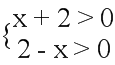 {x + 2 > 0
2 - x > 0